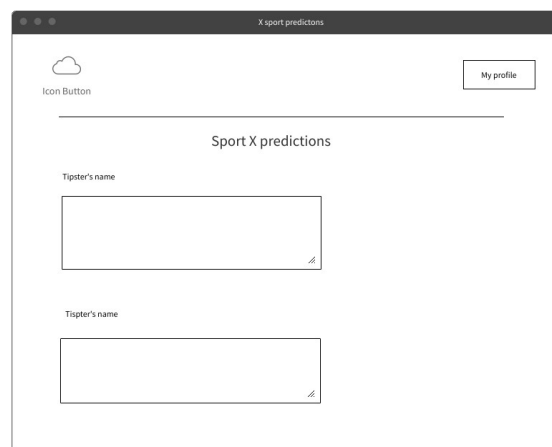 X sport predictons
Icon Button
My profile
Sport X predictions
Tipster's name
Tispter's name